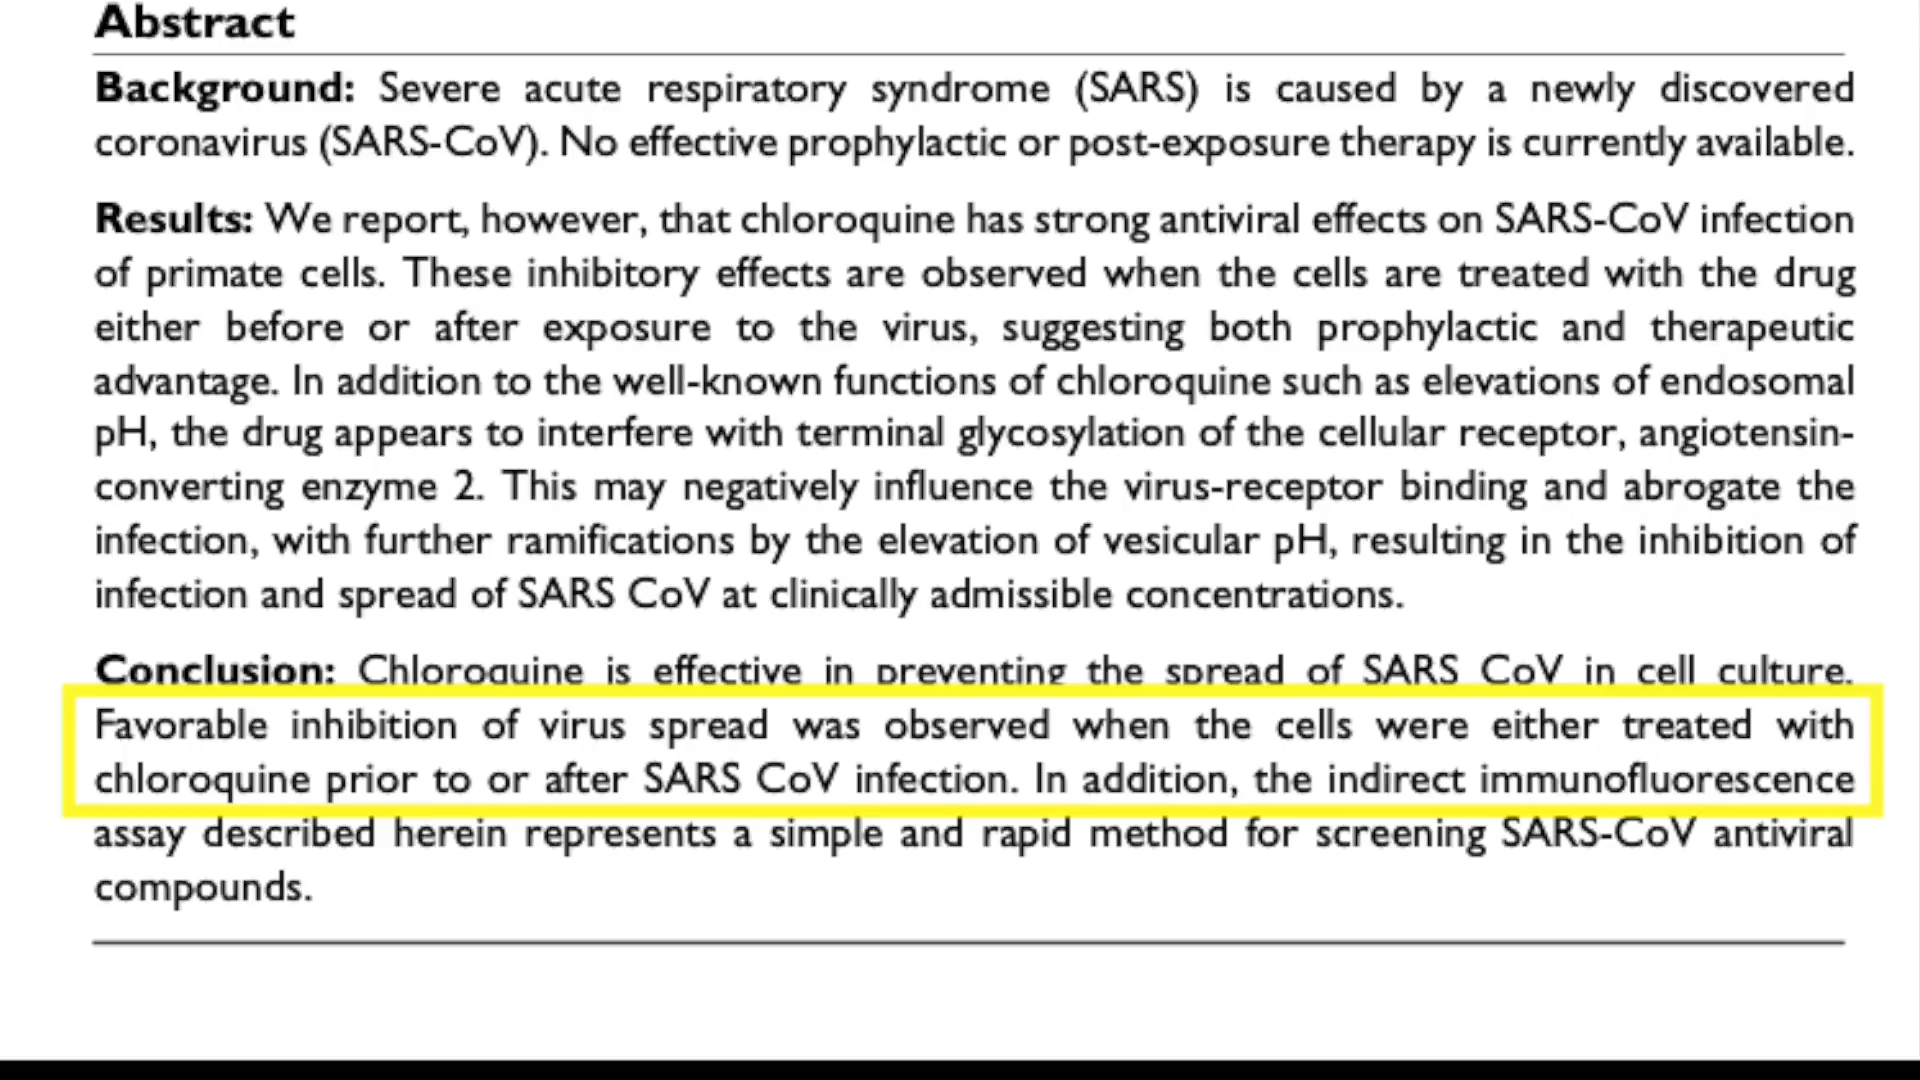 Abstract
Background: Severe acute respiratory syndrome (SARS) is caused by a newly discovered
coronavirus (SARS-CoV). No effective prophylactic or post-exposure therapy is currently available.
Results: We report, however, that chloroquine has strong antiviral effects on SARS-CoV infection
of primate cells. These inhibitory effects are observed when the cells are treated with the drug
either before or after exposure to the virus, suggesting both prophylactic and therapeutic
advantage. In addition to the well-known functions of chloroquine such as elevations of endosomal
pH, the drug appears to interfere with terminal glycosylation of the cellular receptor, angiotensin-
converting enzyme 2. This may negatively influence the virus-receptor binding and abrogate the
infection, with further ramifications by the elevation of vesicular pH, resulting in the inhibition of
infection and spread of SARS CoV at clinically admissible concentrations.
Conclusion: Chloroquine is effective in preventing the spread of SARS CoV in cell culture.
Favorable inhibition of virus spread was observed when the cells were either treated with
chloroquine prior to or after SARS CoV infection. In addition, the indirect immunofluorescence
assay described herein represents a simple and rapid method for screening SARS-CoV antiviral
compounds.